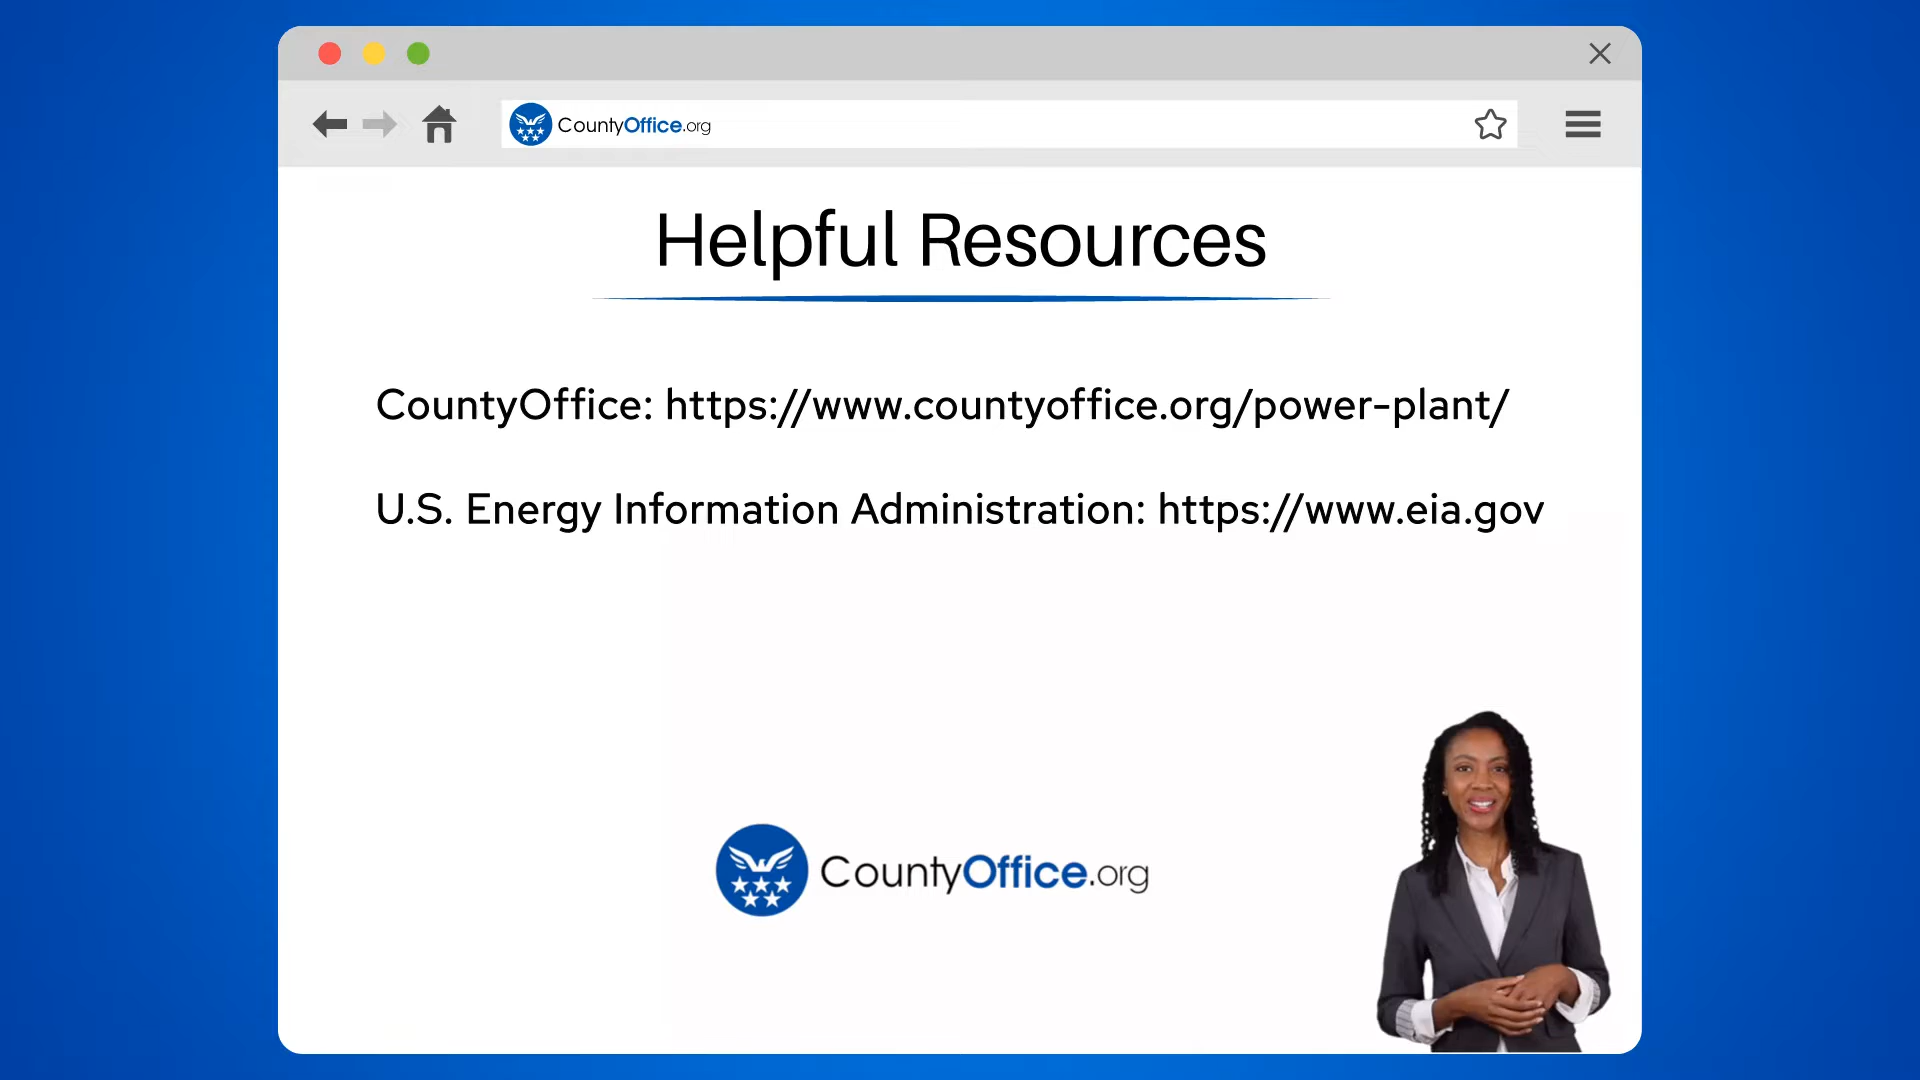 CountyOffice.org
Helpful Resources
CountyOffice: https://www.countyoffice.org/power-plant/
U.S. Energy Information Administration: https://www.eia.gov
CountyOffice.org